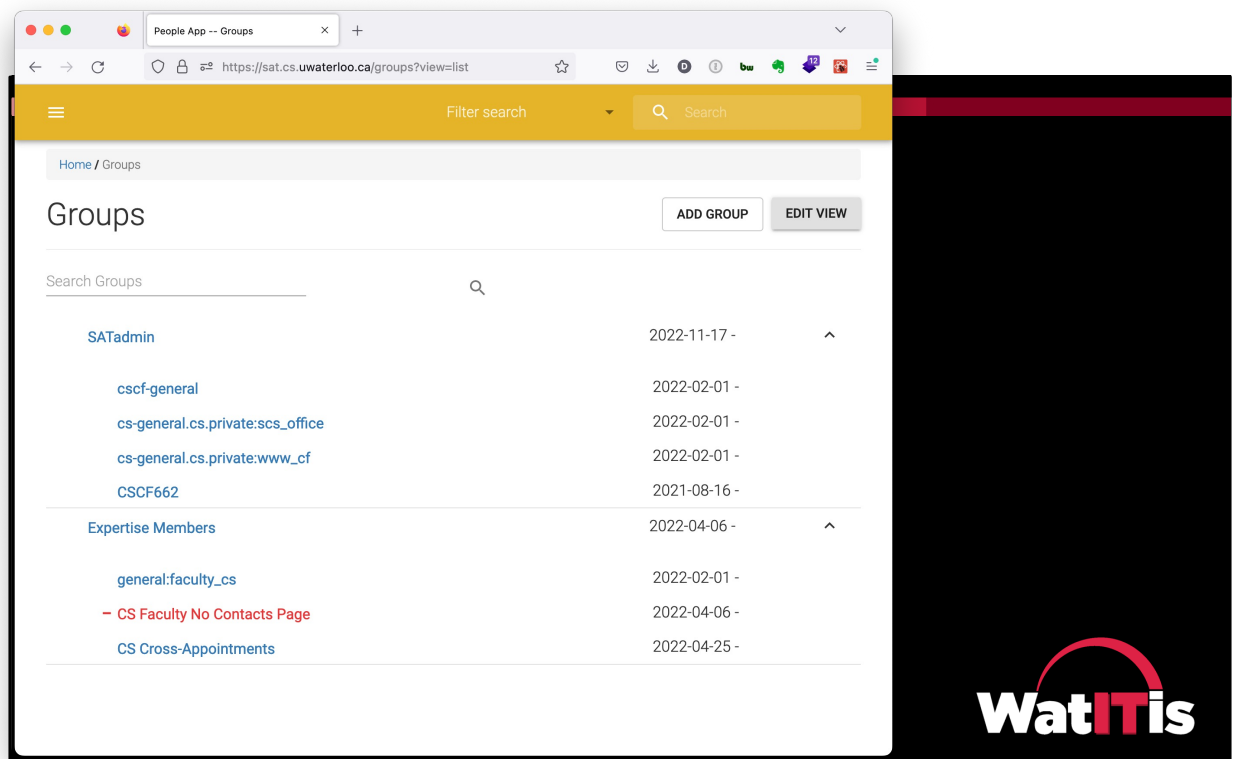 People App -- Groups
https://sat.cs.uwaterloo.ca/groups?view=list
D
bw
12
Filter search
Search
Home / Groups
Groups
ADD GROUP
EDIT VIEW
Search Groups
SATadmin 2022-11-17 -
cscf-general 2022-02-01 -
cs-general.cs.private:scs_office 2022-02-01 -
cs-general.cs.private:www_cf 2022-02-01 -
CSCF662 2021-08-16 -
Expertise Members 2022-04-06 -
general:faculty_cs 2022-02-01 -
– CS Faculty No Contacts Page 2022-04-06 -
CS Cross-Appointments 2022-04-25 -
WatITis